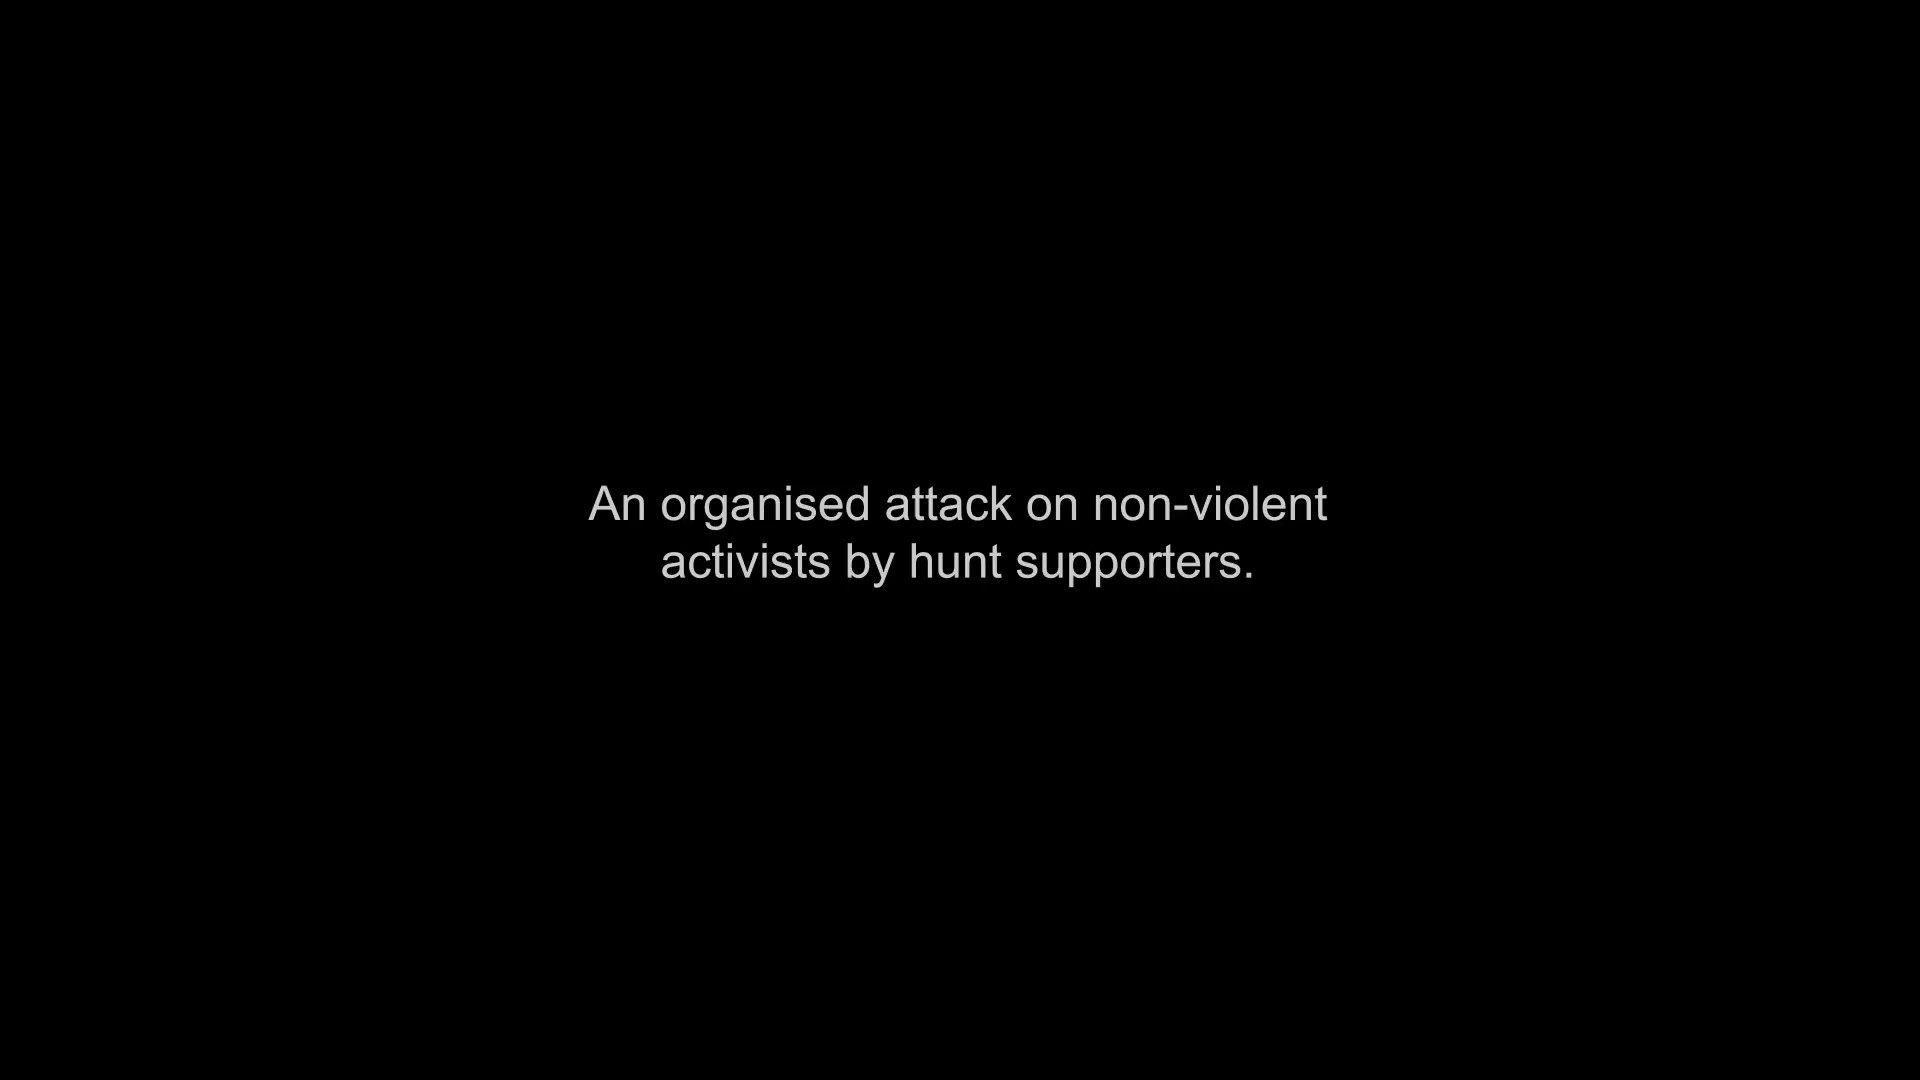 An organised attack on non-violent
activists by hunt supporters.